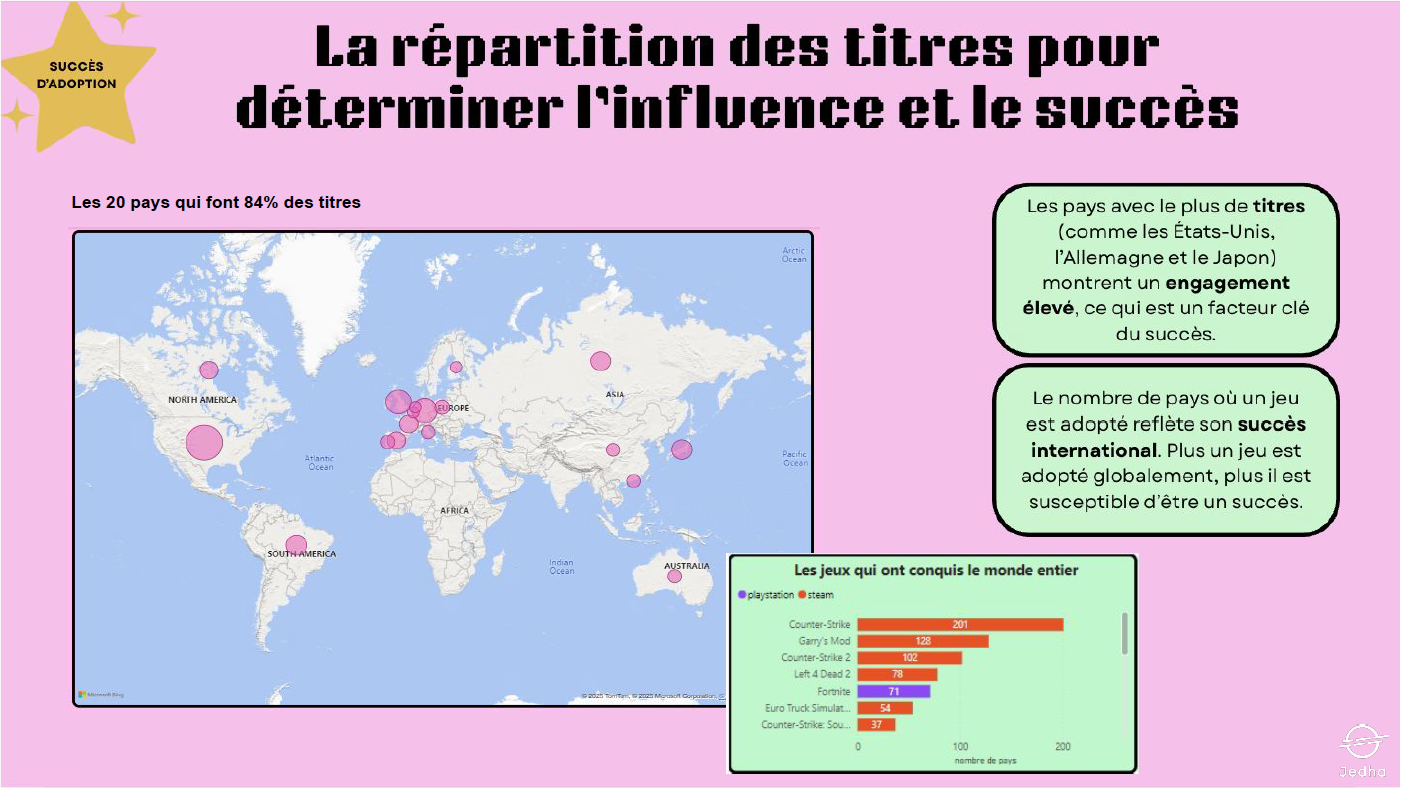 SUCCÈS
D'ADOPTION
La répartition des titres pour
déterminer l'influence et le succès
Les 20 pays qui font 84% des titres
Arctic
Ocean
NORTH AMERICA
EUROPE
ASIA
Atlantic
Ocean
Pacific
Ocean
AFRICA
SOUTH AMERICA
Indian
Ocean
AUSTRALIA
Microsoft Bing
© 2025 TomTom, © 2025 Microsoft Corporation, ©
Les pays avec le plus de titres
(comme les États-Unis,
l'Allemagne et le Japon)
montrent un engagement
élevé, ce qui est un facteur clé
du succès.
Le nombre de pays où un jeu
est adopté reflète son succès
international. Plus un jeu est
adopté globalement, plus il est
susceptible d'être un succès.
Les jeux qui ont conquis le monde entier
playstation steam
Counter-Strike 201
Garry's Mod 128
Counter-Strike 2 102
Left 4 Dead 2 78
Fortnite 71
Euro Truck Simulat... 54
Counter-Strike: Sou... 37
0 100 200
nombre de pays
Jedha